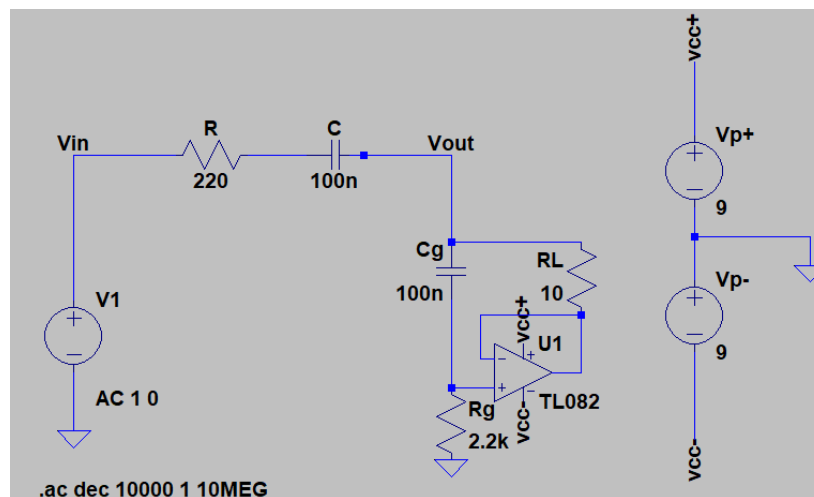 vcc+
Vin
R
C
Vout
220
100n
Vp+
9
Cg
RL
100n
10
vcc+
V1
U1
Vp-
9
AC 1 0
Rg
TL082
2.2k
vcc-
vcc-
.ac dec 10000 1 10MEG